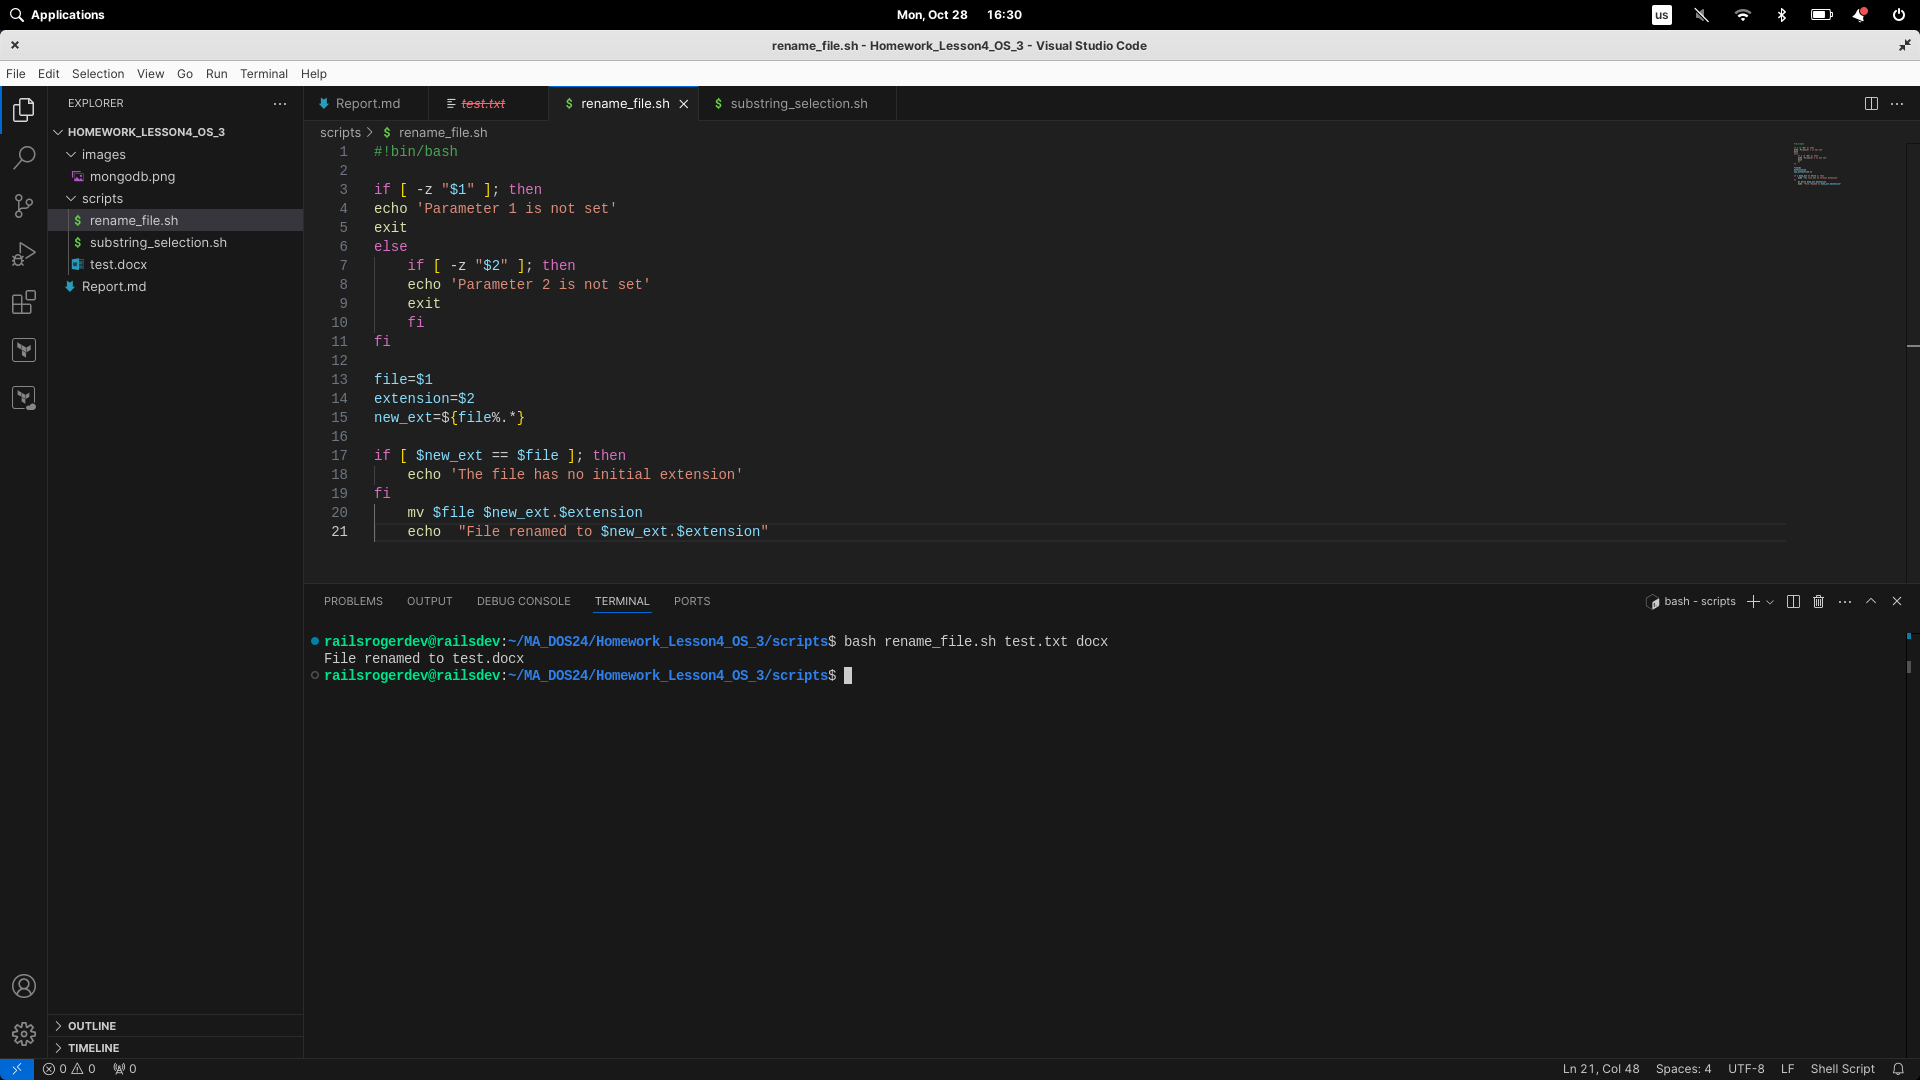 Applications
Mon, Oct 28 16:30
us
rename_file.sh - Homework_Lesson4_OS_3 - Visual Studio Code
File Edit Selection View Go Run Terminal Help
EXPLORER
HOMEWORK_LESSON4_OS_3
images
mongodb.png
scripts
rename_file.sh
substring_selection.sh
test.docx
Report.md
OUTLINE
TIMELINE
Report.md test.txt rename_file.sh substring_selection.sh
scripts > $ rename_file.sh
1 #!bin/bash
2
3 if [ -z "$1" ]; then
4 echo 'Parameter 1 is not set'
5 exit
6 else
7 if [ -z "$2" ]; then
8 echo 'Parameter 2 is not set'
9 exit
10 fi
11 fi
12
13 file=$1
14 extension=$2
15 new_ext=${file%.*}
16
17 if [ $new_ext == $file ]; then
18 echo 'The file has no initial extension'
19 fi
20 mv $file $new_ext.$extension
21 echo  "File renamed to $new_ext.$extension"
PROBLEMS OUTPUT DEBUG CONSOLE TERMINAL PORTS
bash - scripts
railsrogerdev@railsdev:~/MA_DOS24/Homework_Lesson4_OS_3/scripts$ bash rename_file.sh test.txt docx
File renamed to test.docx
railsrogerdev@railsdev:~/MA_DOS24/Homework_Lesson4_OS_3/scripts$
0 0 0
Ln 21, Col 48 Spaces: 4 UTF-8 LF Shell Script